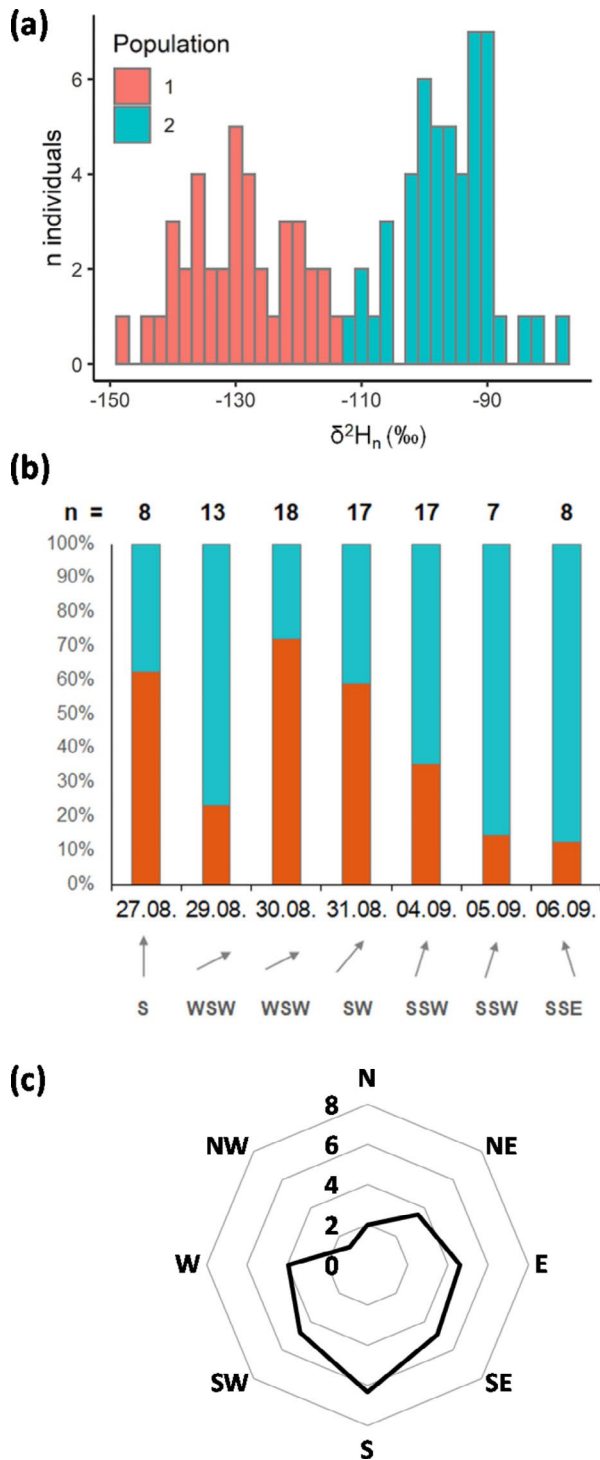 (a)
Population
1
2
6
4
2
0
n individuals
-150 -130 -110 -90
δ²Hₙ (‰)
(b)
n = 8 13 18 17 17 7 8
100%
90%
80%
70%
60%
50%
40%
30%
20%
10%
0%
27.08. 29.08. 30.08. 31.08. 04.09. 05.09. 06.09.
S WSW WSW SW SSW SSW SSE
(c)
N
8
NW NE
6
4
2
W 0 E
SW SE
S